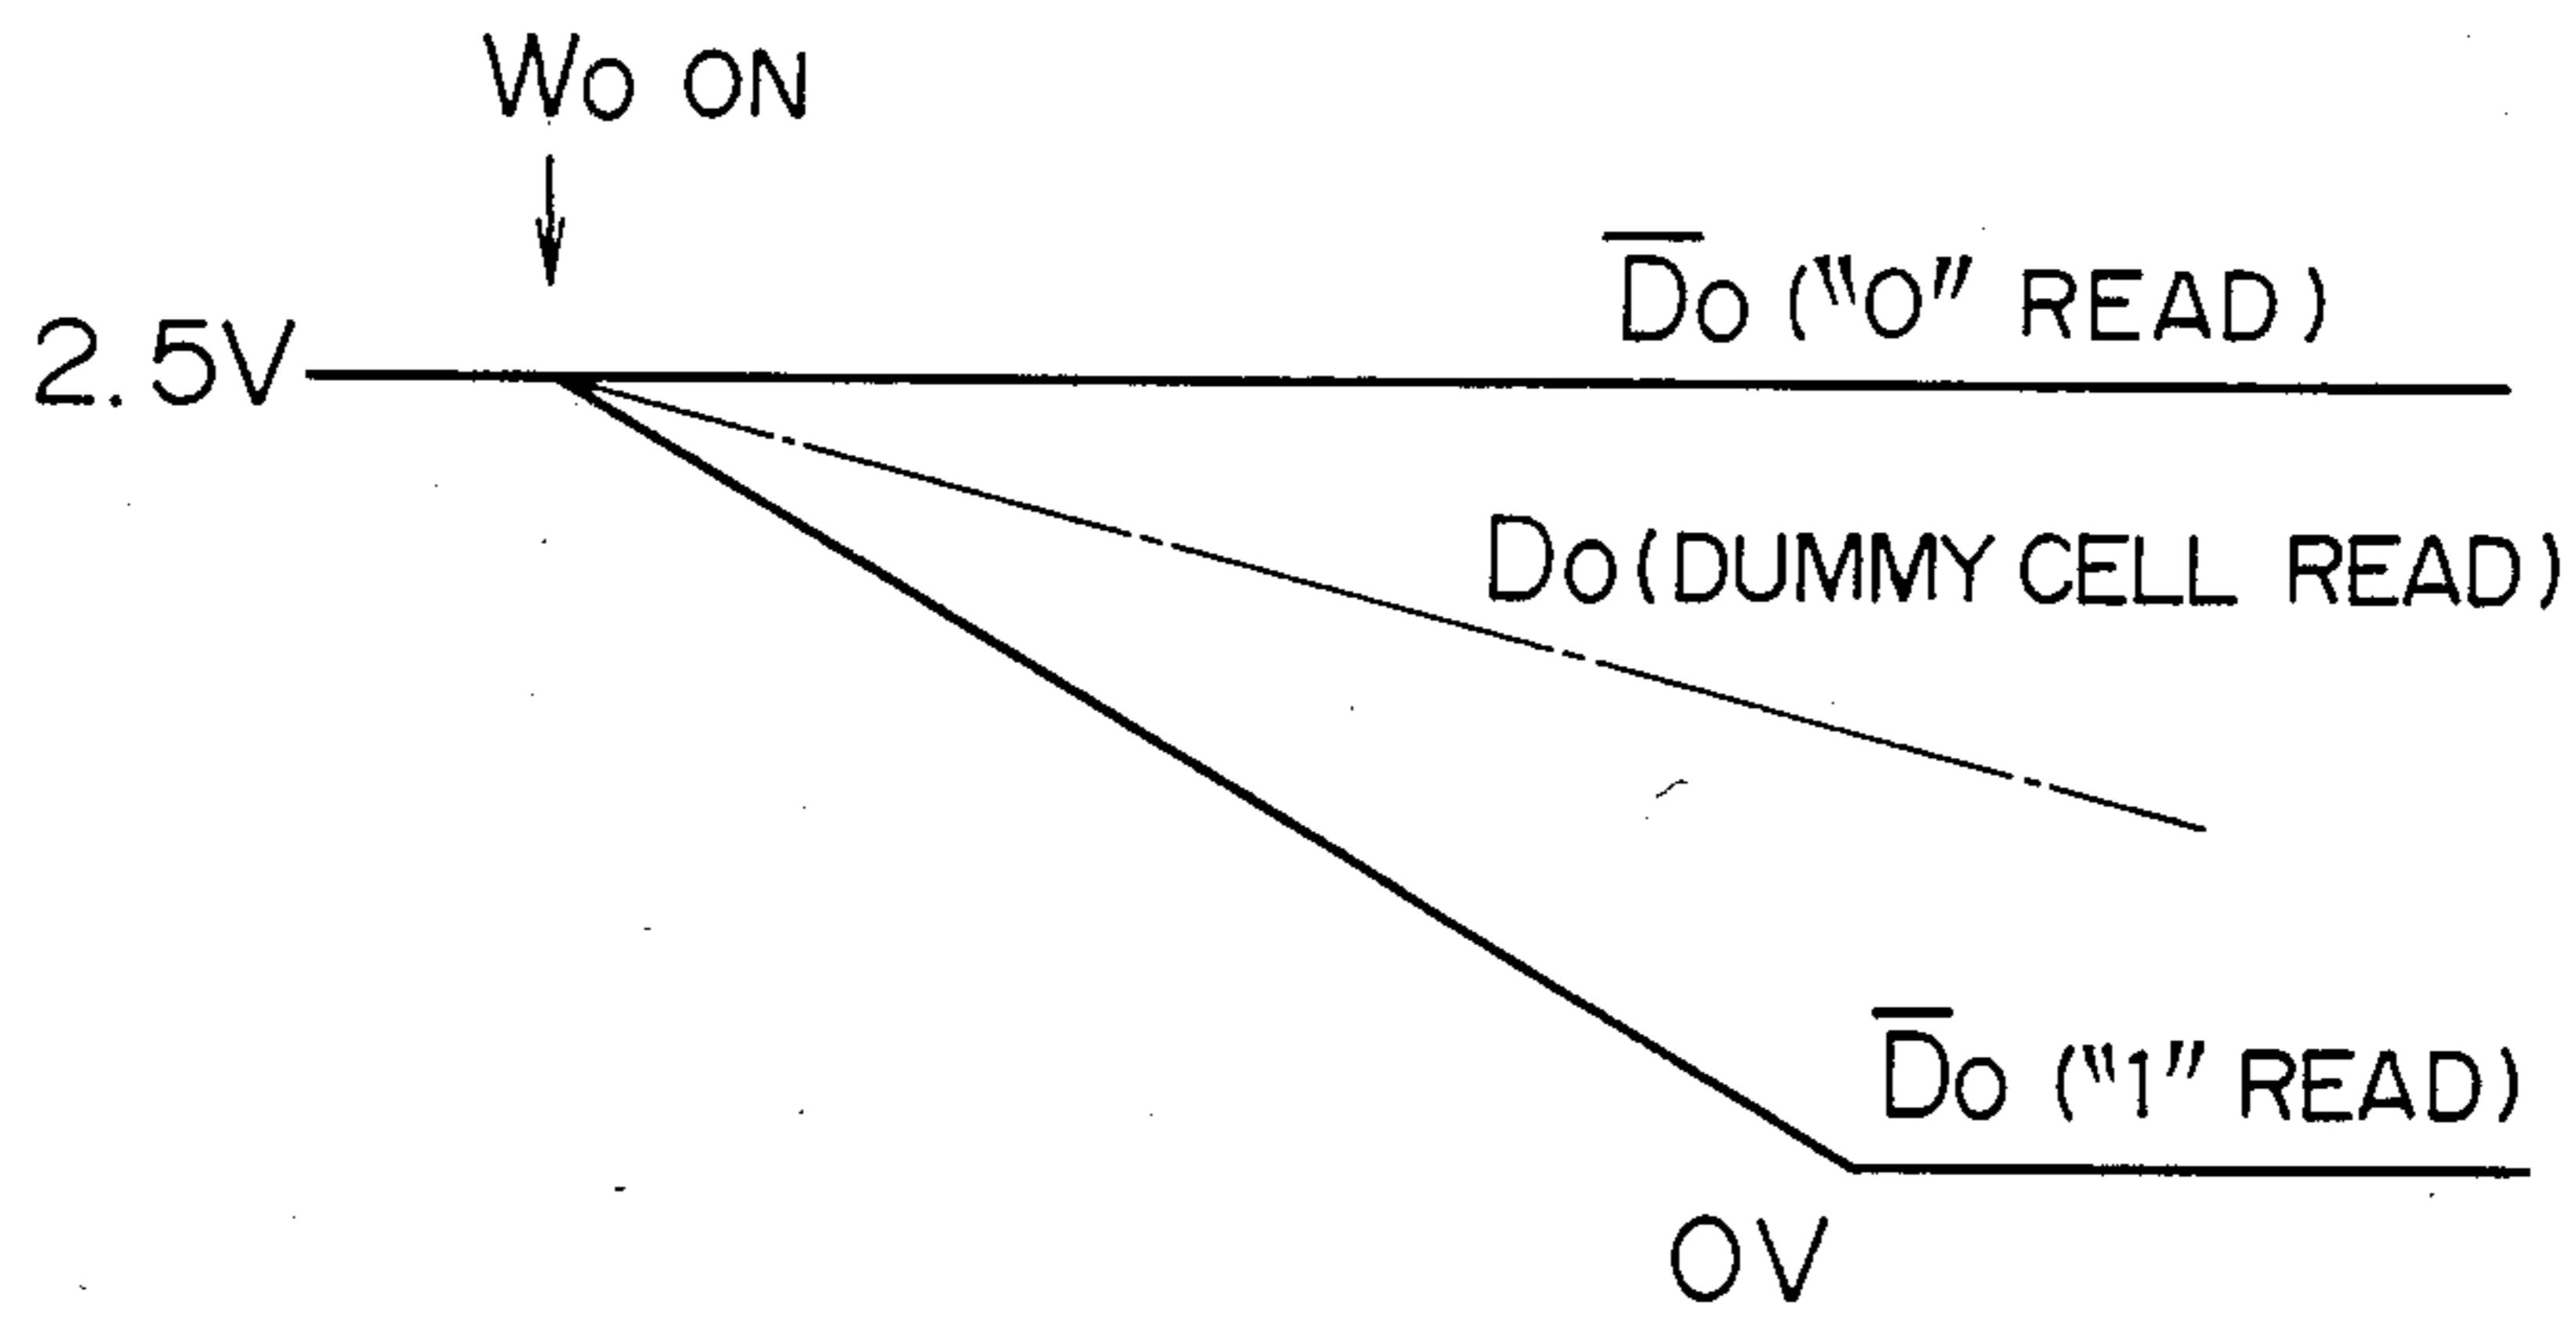 Wo ON
D̅o ("0" READ)
2.5V
Do (DUMMY CELL READ)
D̅o ("1" READ)
0V